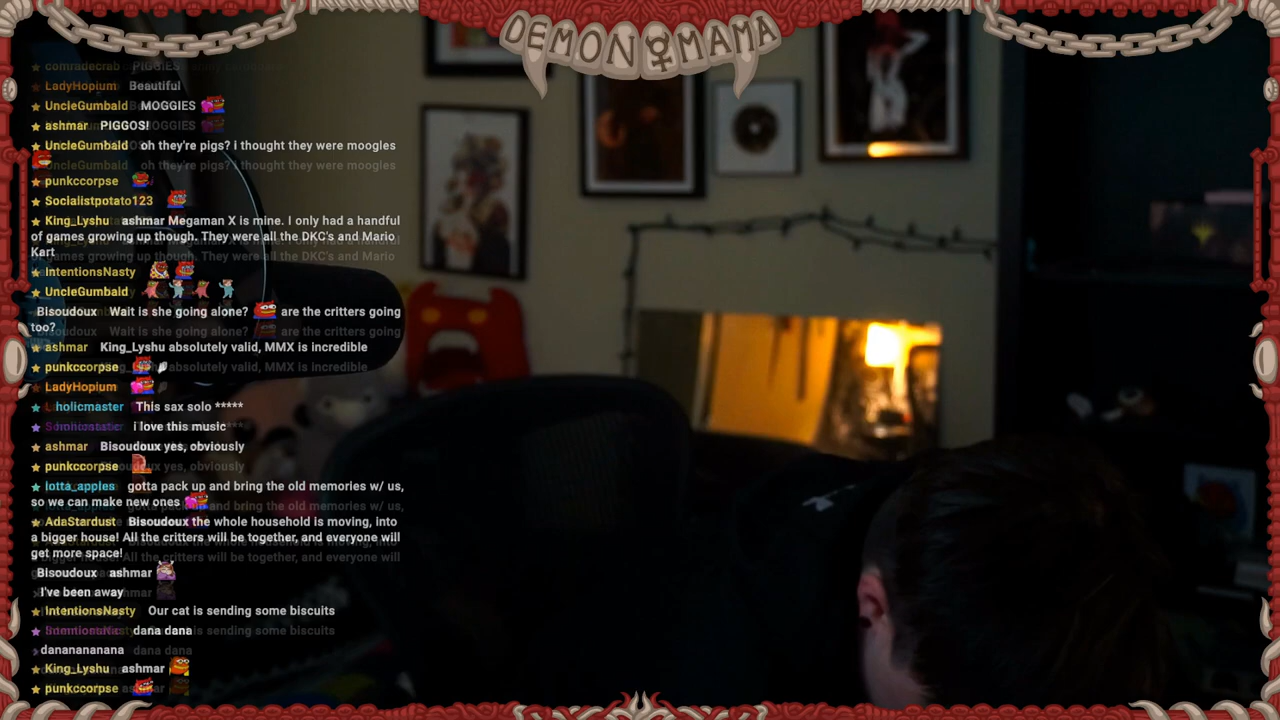 DEMON MAMA
comradecrab PIGGIES
LadyHopium Beautiful
UncleGumbald MOGGIES
ashmar PIGGOS!
UncleGumbald oh they're pigs? i thought they were moogles
punkccorpse
Socialistpotato123
King_Lyshu ashmar Megaman X is mine. I only had a handful
of games growing up though. They were all the DKC's and Mario
Kart
IntentionsNasty
UncleGumbald
Bisoudoux Wait is she going alone? are the critters going
too?
ashmar King_Lyshu absolutely valid, MMX is incredible
punkccorpse
LadyHopium
holicmaster This sax solo *****
i love this music
ashmar Bisoudoux yes, obviously
punkccorpse
lotta_apples gotta pack up and bring the old memories w/ us,
so we can make new ones
AdaStardust Bisoudoux the whole household is moving, into
a bigger house! All the critters will be together, and everyone will
get more space!
Bisoudoux ashmar
I've been away
IntentionsNasty Our cat is sending some biscuits
dana dana
danananana
King_Lyshu ashmar
punkccorpse